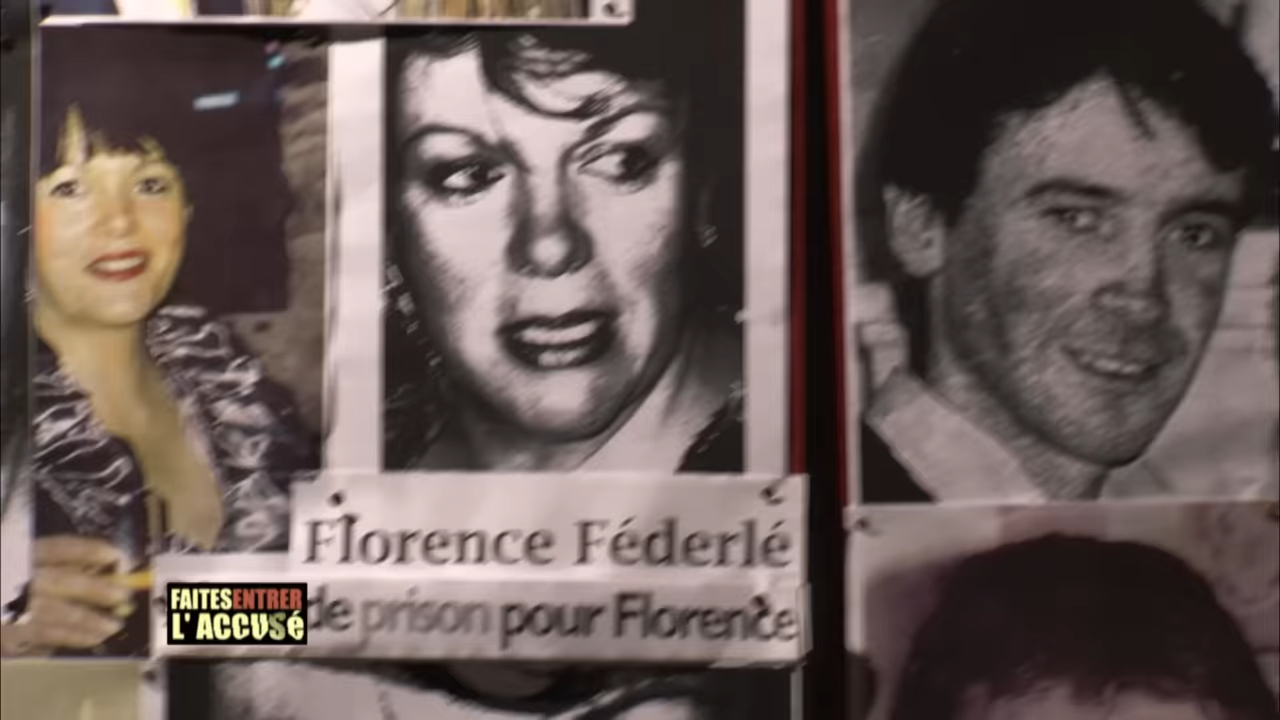 Florence Féderlé
de prison pour Florence
FAITES ENTRER
L'ACCUSé